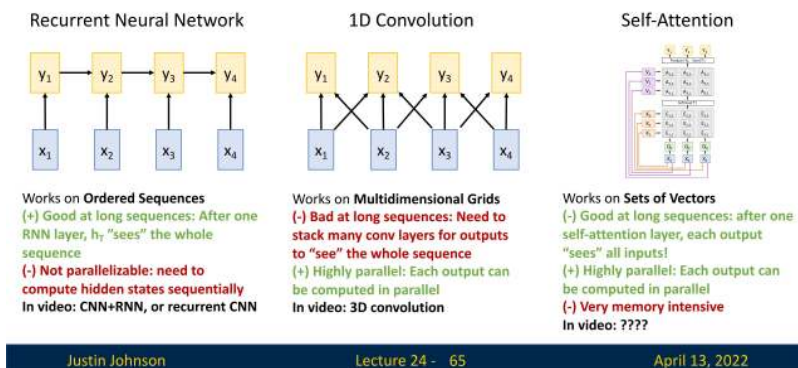 Recurrent Neural Network
1D Convolution
Self-Attention
y1
y2
y3
y4
x1
x2
x3
x4
y1
y2
y3
y4
x1
x2
x3
x4
Works on Ordered Sequences
(+) Good at long sequences: After one
RNN layer, hT "sees" the whole
sequence
(-) Not parallelizable: need to
compute hidden states sequentially
In video: CNN+RNN, or recurrent CNN
Works on Multidimensional Grids
(-) Bad at long sequences: Need to
stack many conv layers for outputs
to "see" the whole sequence
(+) Highly parallel: Each output can
be computed in parallel
In video: 3D convolution
Works on Sets of Vectors
(-) Good at long sequences: after one
self-attention layer, each output
"sees" all inputs!
(+) Highly parallel: Each output can
be computed in parallel
(-) Very memory intensive
In video: ????
Justin Johnson
Lecture 24 - 65
April 13, 2022